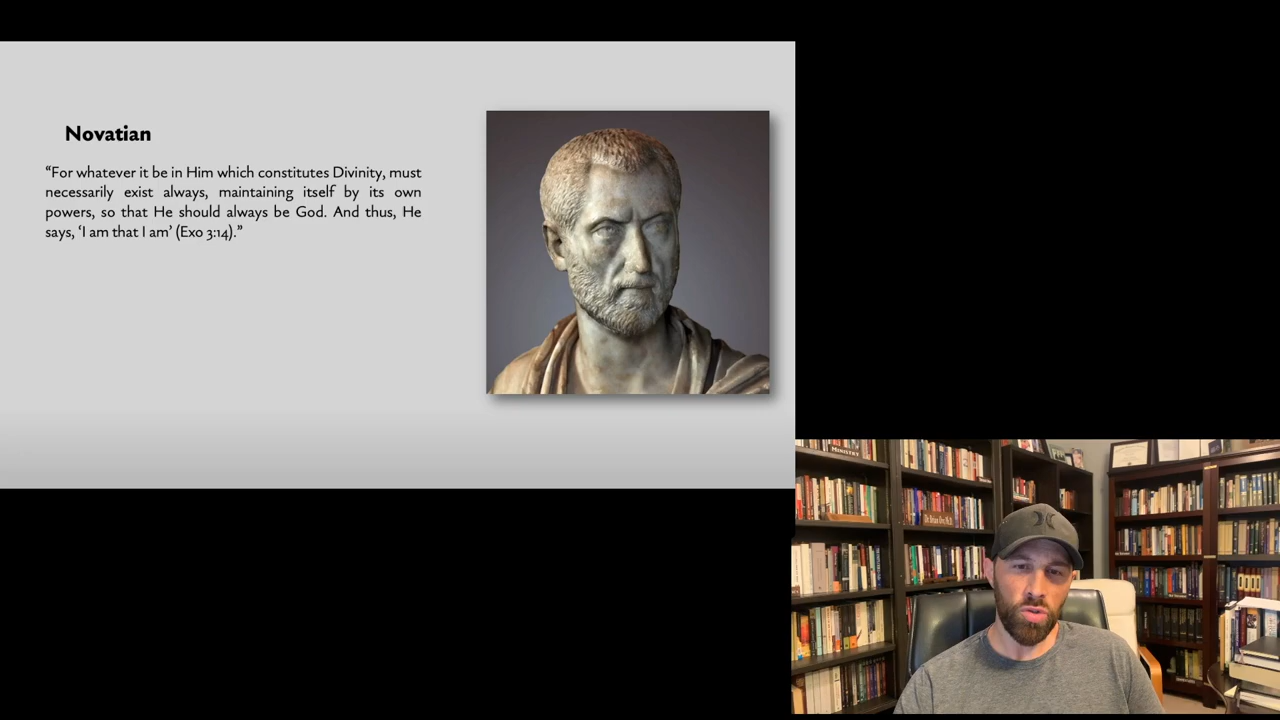 Novatian
“For whatever it be in Him which constitutes Divinity, must
necessarily exist always, maintaining itself by its own
powers, so that He should always be God. And thus, He
says, ‘I am that I am’ (Exo 3:14).”
MINISTRY